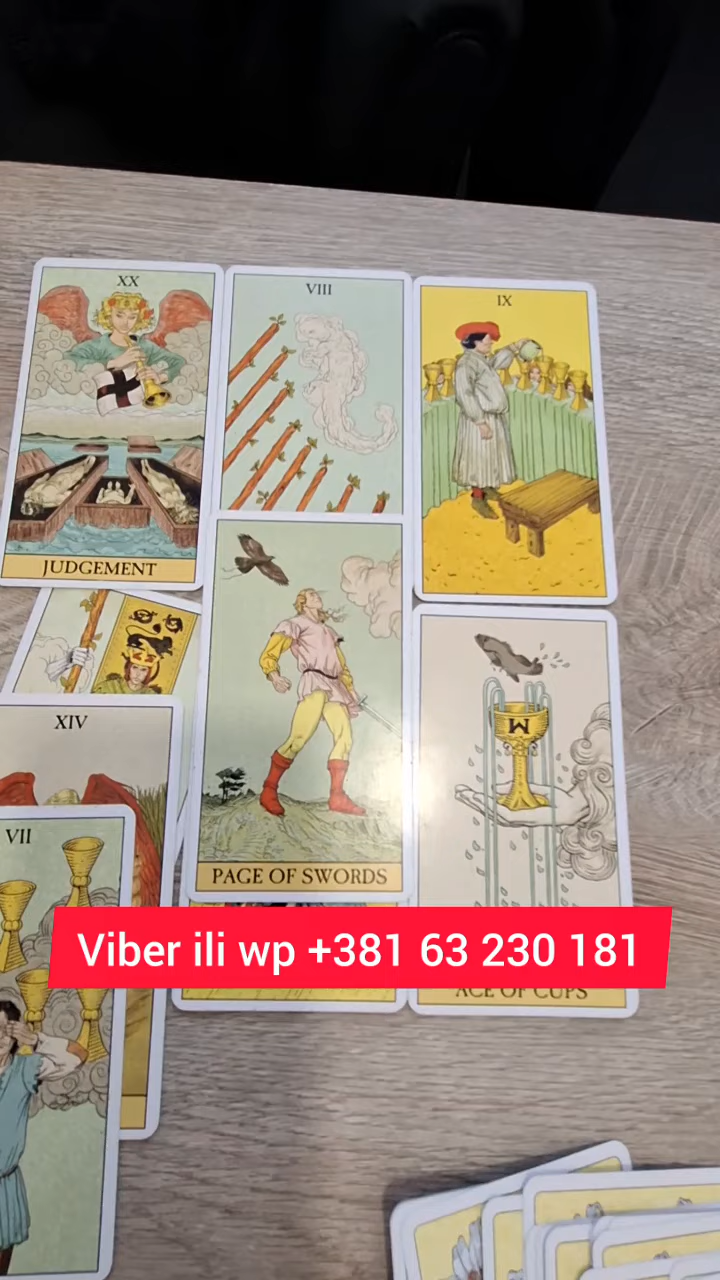 XX
VIII
IX
JUDGEMENT
XIV
VII
PAGE OF SWORDS
W
Viber ili wp +381 63 230 181
ACE OF CUPS